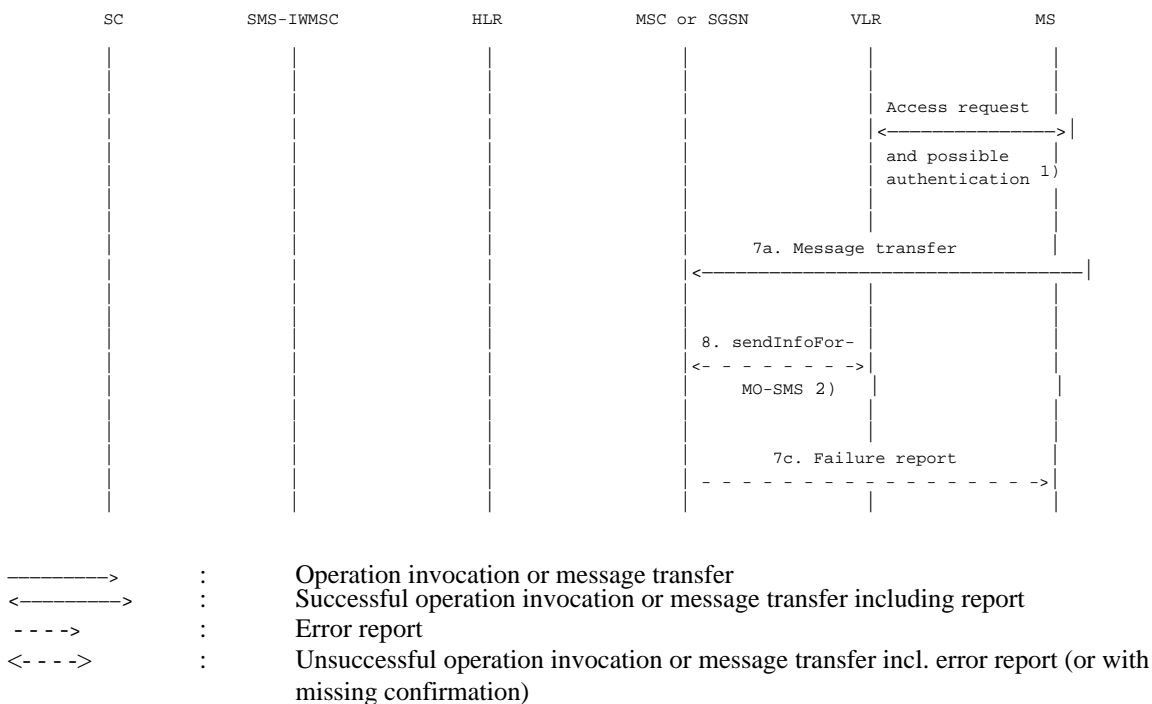 SC SMS-IWMSC HLR MSC or SGSN VLR MS
Access request
and possible
authentication 1)
7a. Message transfer
8. sendInfoFor-
MO-SMS 2)
7c. Failure report
: Operation invocation or message transfer
: Successful operation invocation or message transfer including report
: Error report
: Unsuccessful operation invocation or message transfer incl. error report (or with
missing confirmation)